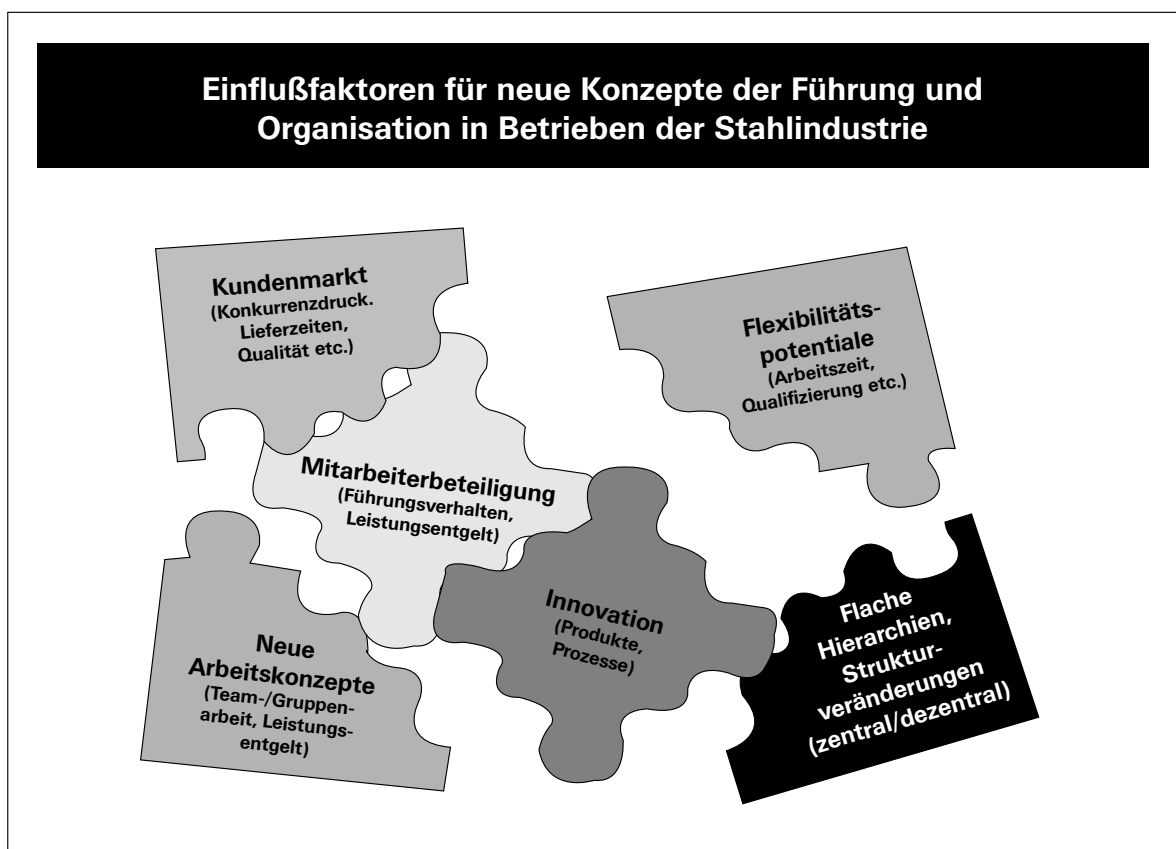 Einflußfaktoren für neue Konzepte der Führung und
Organisation in Betrieben der Stahlindustrie
Kundenmarkt
(Konkurrenzdruck.
Lieferzeiten,
Qualität etc.)
Flexibilitäts-
potentiale
(Arbeitszeit,
Qualifizierung etc.)
Mitarbeiterbeteiligung
(Führungsverhalten,
Leistungsentgelt)
Innovation
(Produkte,
Prozesse)
Neue
Arbeitskonzepte
(Team-/Gruppen-
arbeit, Leistungs-
entgelt)
Flache
Hierarchien,
Struktur-
veränderungen
(zentral/dezentral)